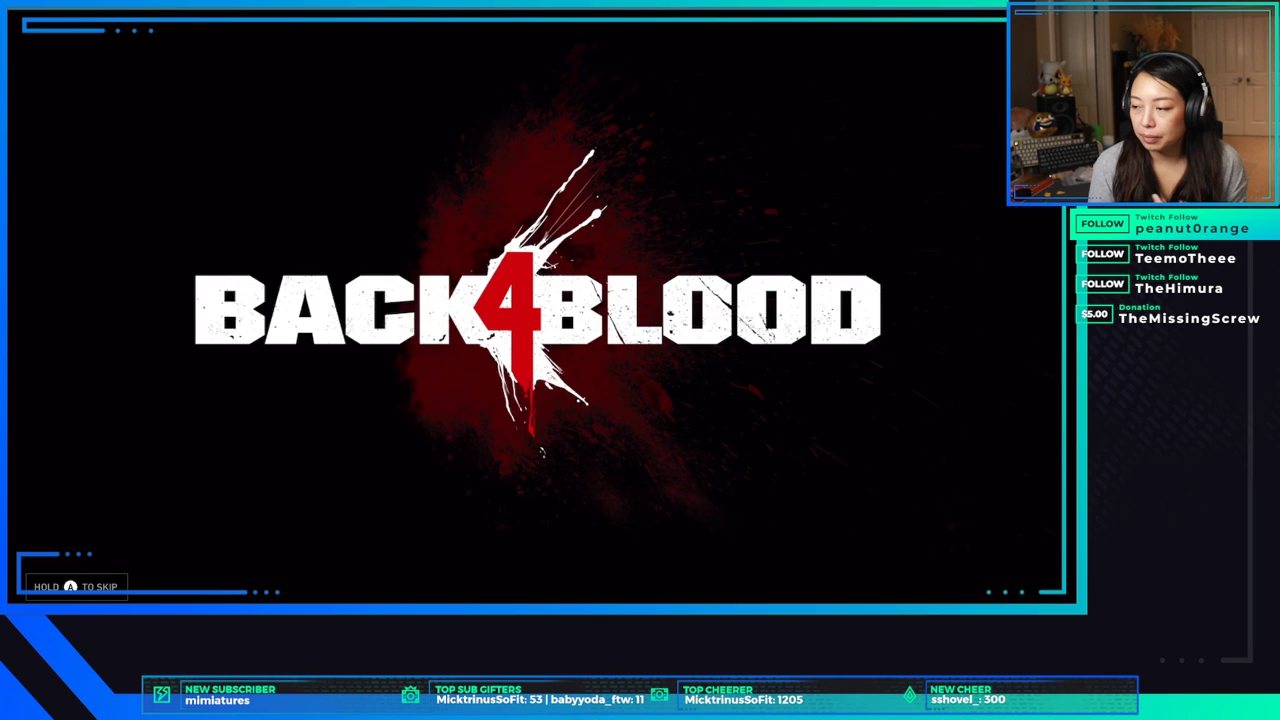 BACK4BLOOD
HOLD A TO SKIP
FOLLOW
Twitch Follow
peanut0range
FOLLOW
Twitch Follow
TeemoTheee
FOLLOW
Twitch Follow
TheHimura
$5.00
Donation
TheMissingScrew
NEW SUBSCRIBER
mimiatures
TOP SUB GIFTERS
MicktrinusSoFit: 53 | babyyoda_ftw: 11
TOP CHEERER
MicktrinusSoFit: 1205
NEW CHEER
sshovel_: 300